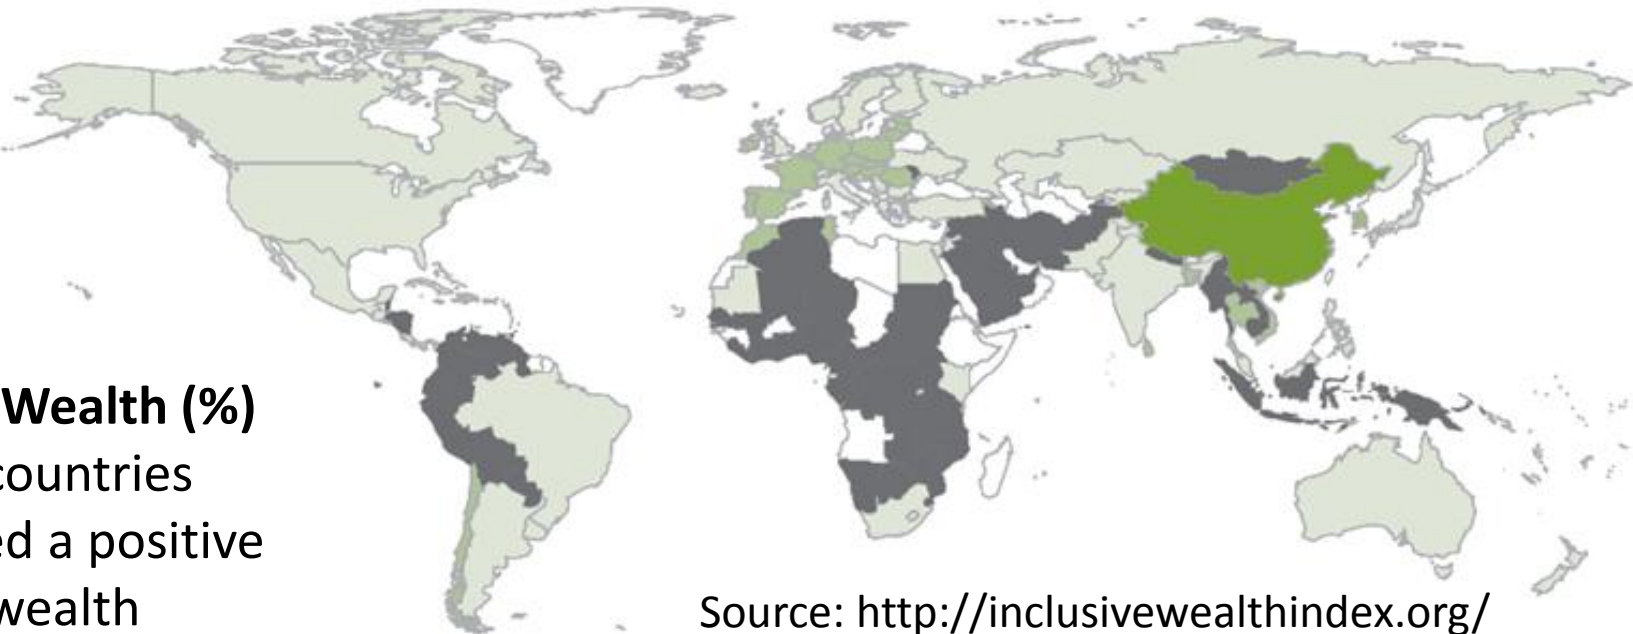 Wealth (%)
countries
ed a positive
wealth
Source: http://inclusivewealthindex.org/